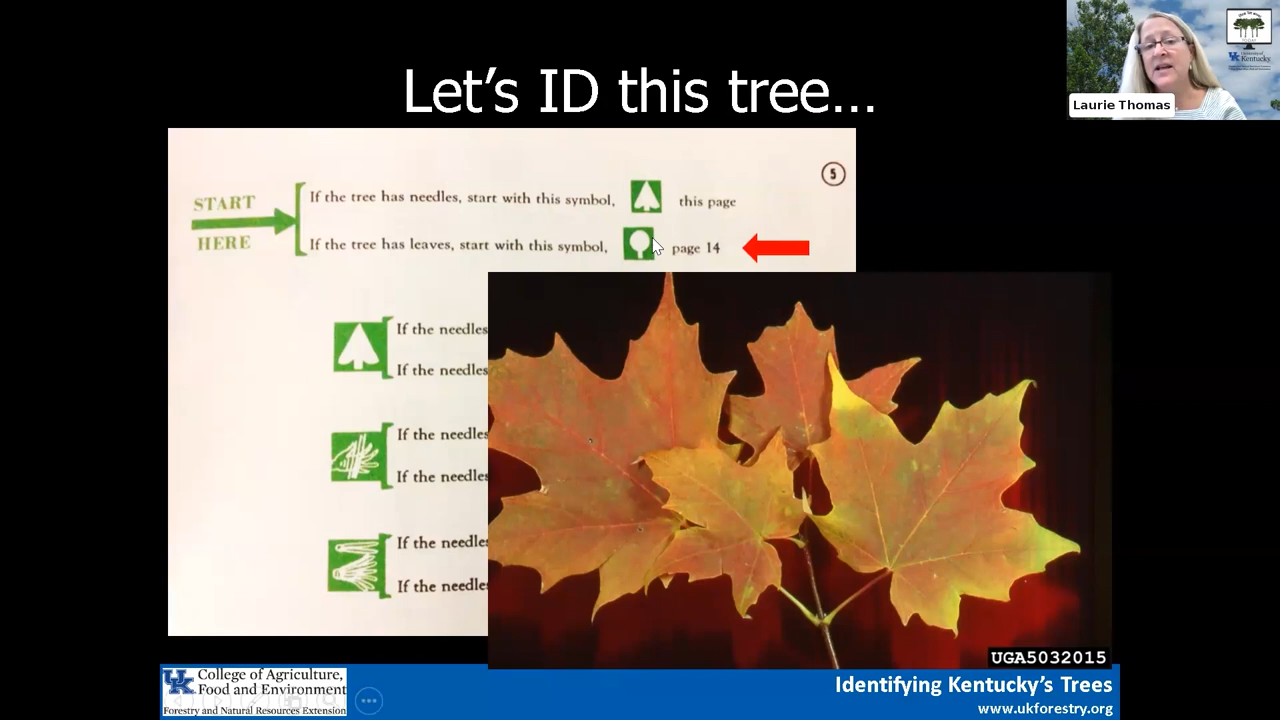 Let's ID this tree...
Laurie Thomas
START
HERE
If the tree has needles, start with this symbol,
this page
5
If the tree has leaves, start with this symbol,
page 14
If the needles
If the needles
If the needles
If the needles
If the needles
If the needles
UGA5032015
UK
College of Agriculture,
Food and Environment
Forestry and Natural Resources Extension
Identifying Kentucky's Trees
www.ukforestry.org